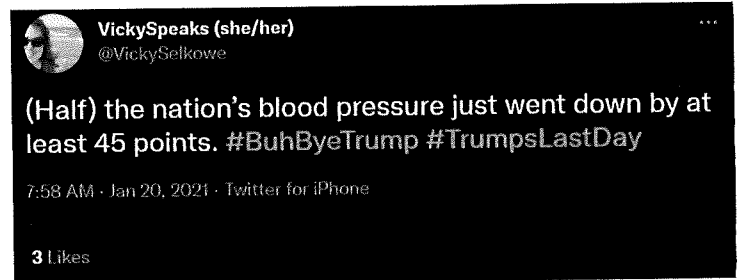 VickySpeaks (she/her)
@VickySelkowe
(Half) the nation's blood pressure just went down by at
least 45 points. #BuhByeTrump #TrumpsLastDay
7:58 AM · Jan 20, 2021 · Twitter for iPhone
3 Likes